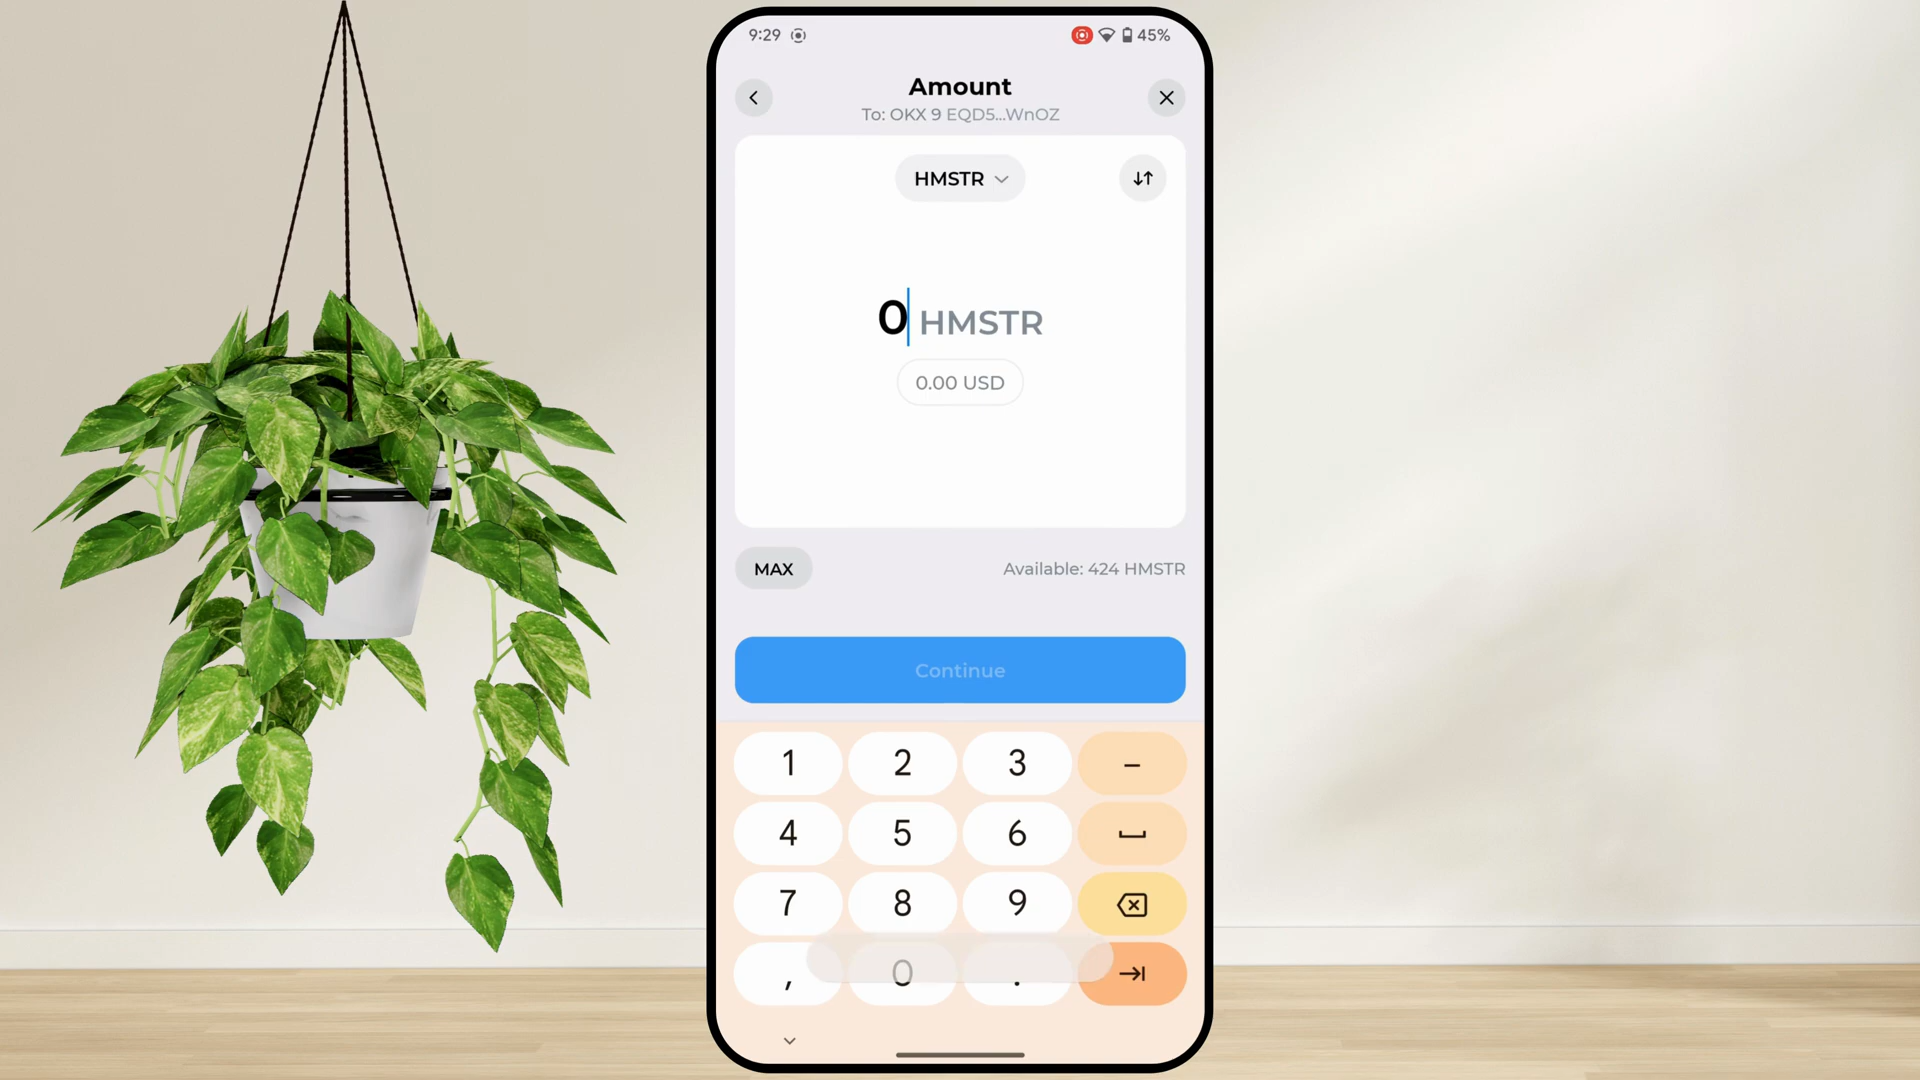 9:29 45%
Amount
To: OKX 9 EQD5...WnOZ
HMSTR
0 HMSTR
0.00 USD
MAX Available: 424 HMSTR
Continue
1 2 3 –
4 5 6
7 8 9
, 0 .